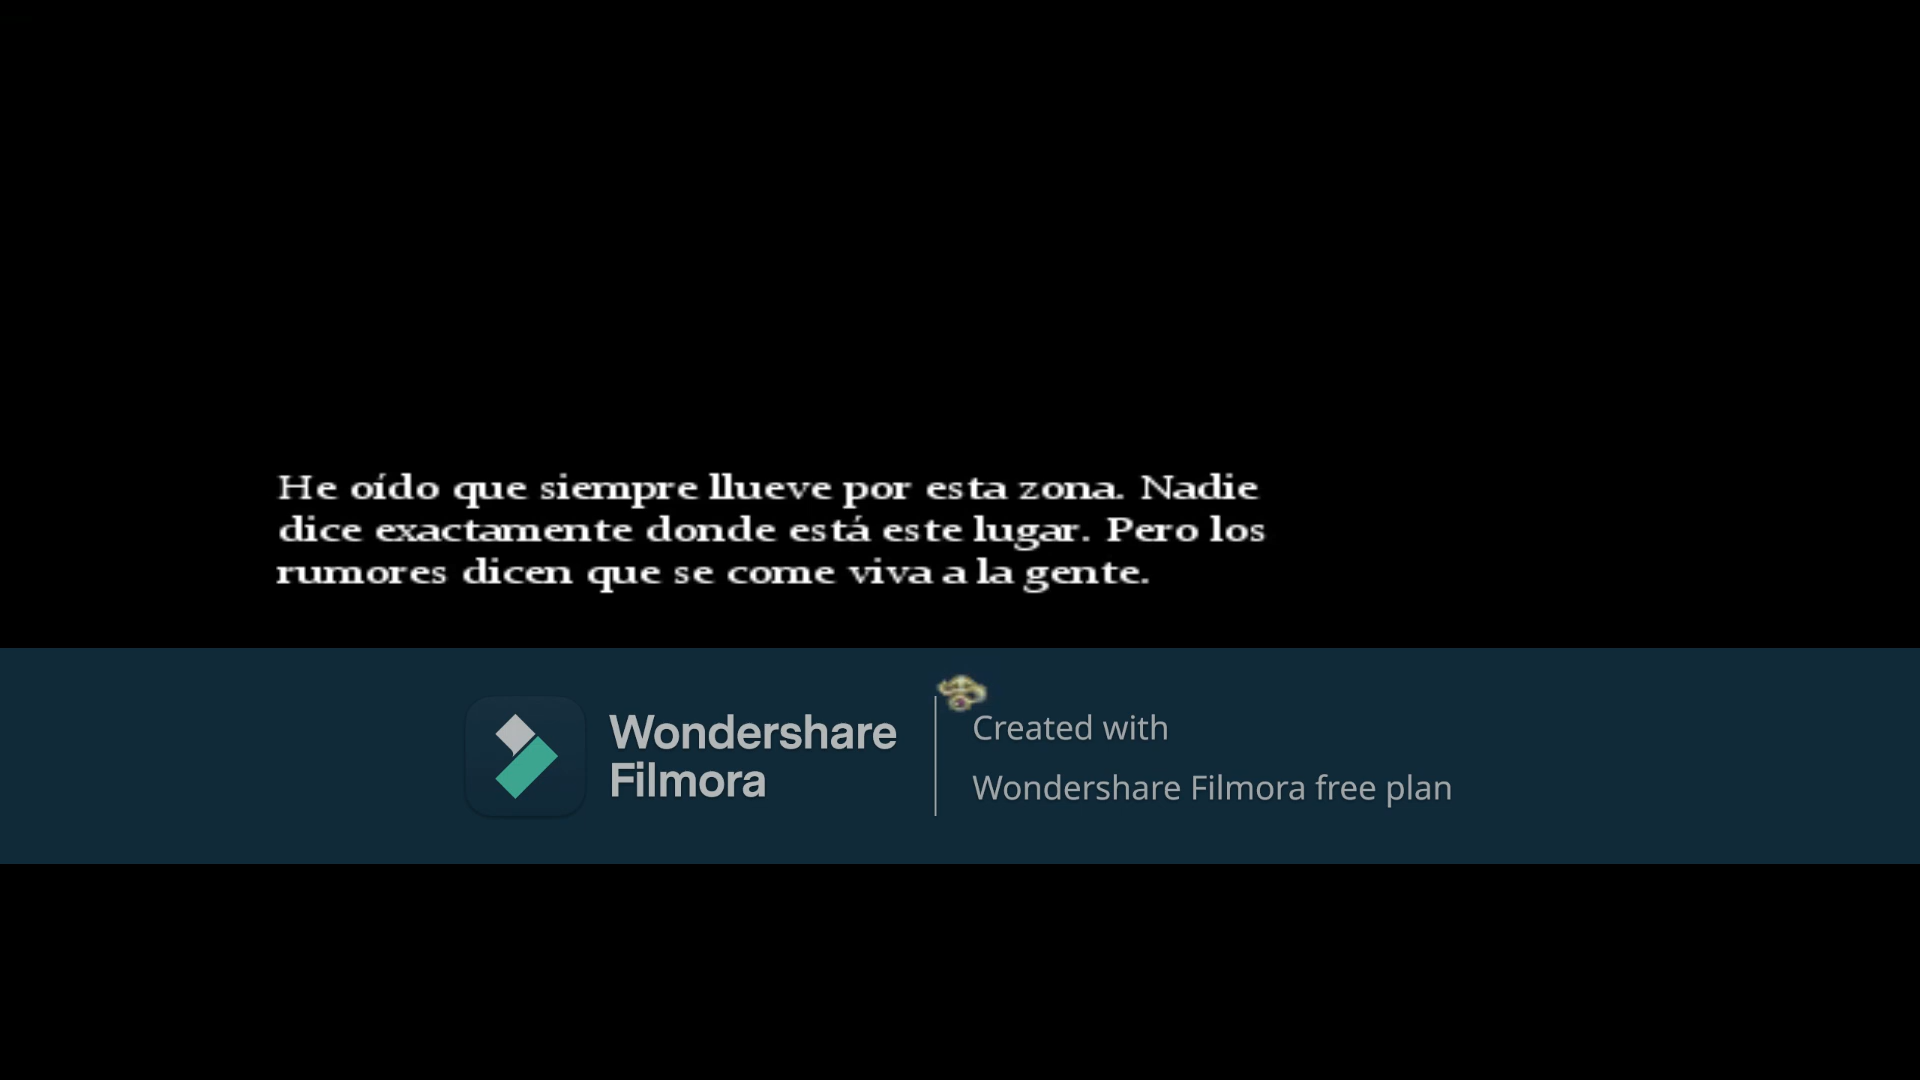 He oído que siempre llueve por esta zona. Nadie
dice exactamente donde está este lugar. Pero los
rumores dicen que se come viva a la gente.
Wondershare
Filmora
Created with
Wondershare Filmora free plan